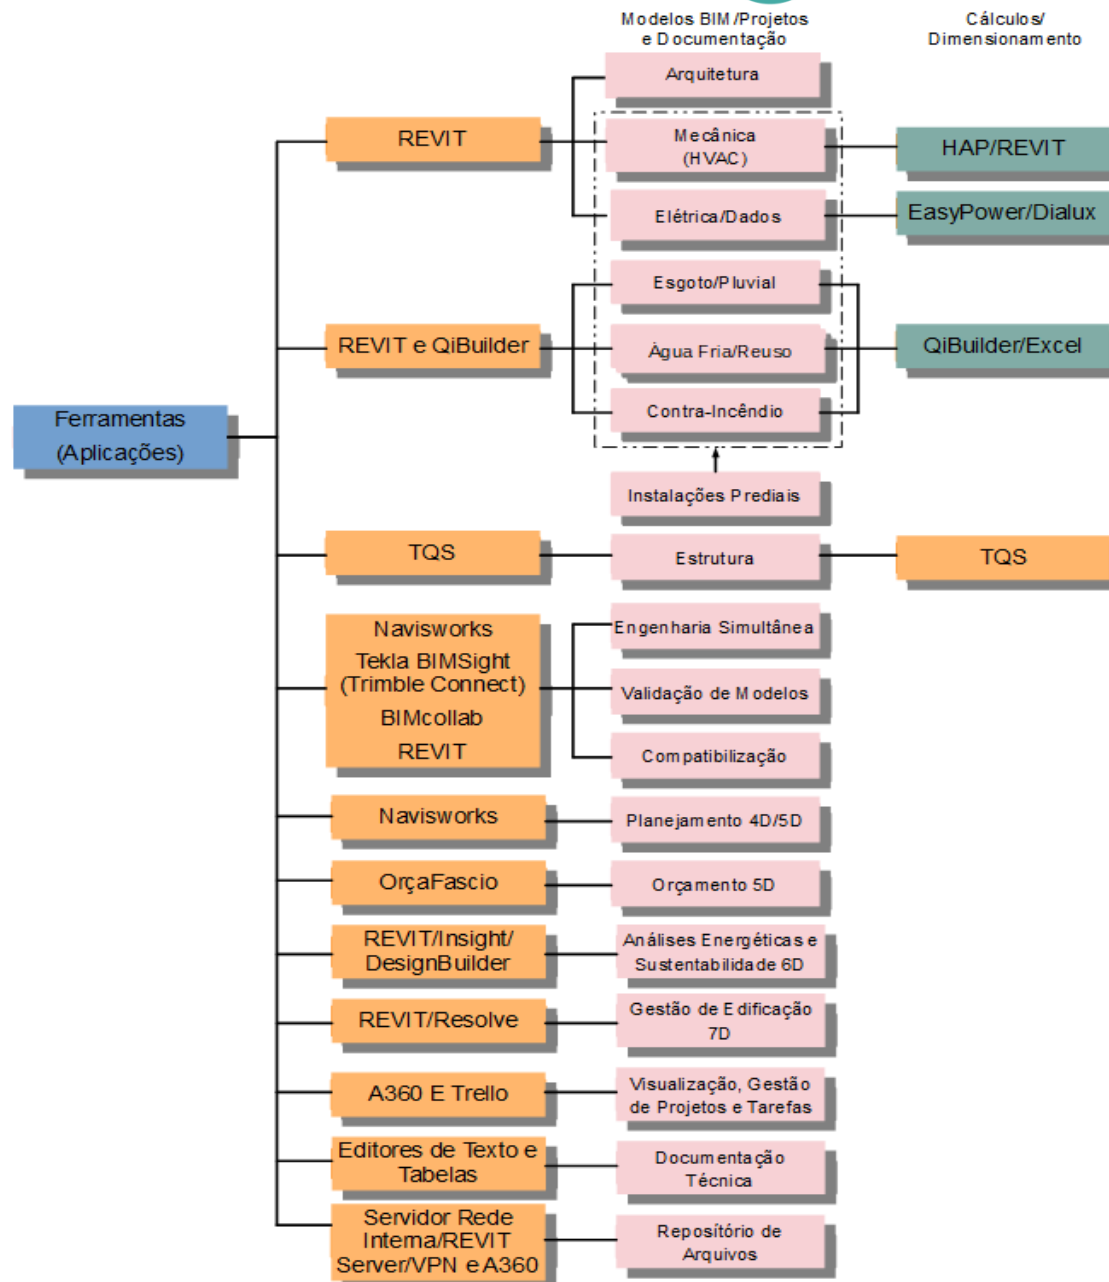 Modelos BIM/Projetos
e Documentação
Cálculos/
Dimensionamento
Arquitetura
REVIT
Mecânica
(HVAC)
HAP/REVIT
Elétrica/Dados
EasyPower/Dialux
Esgoto/Pluvial
REVIT e QiBuilder
Àgua Fria/Reuso
QiBuilder/Excel
Contra-Incêndio
Ferramentas
(Aplicações)
Instalações Prediais
TQS
Estrutura
TQS
Navisworks
Tekla BIMSight
(Trimble Connect)
BIMcollab
REVIT
Engenharia Simultânea
Validação de Modelos
Compatibilização
Navisworks
Planejamento 4D/5D
OrçaFascio
Orçamento 5D
REVIT/Insight/
DesignBuilder
Análises Energéticas e
Sustentabilidade 6D
REVIT/Resolve
Gestão de Edificação
7D
A360 E Trello
Visualização, Gestão
de Projetos e Tarefas
Editores de Texto e
Tabelas
Documentação
Técnica
Servidor Rede
Interna/REVIT
Server/VPN e A360
Repositório de
Arquivos